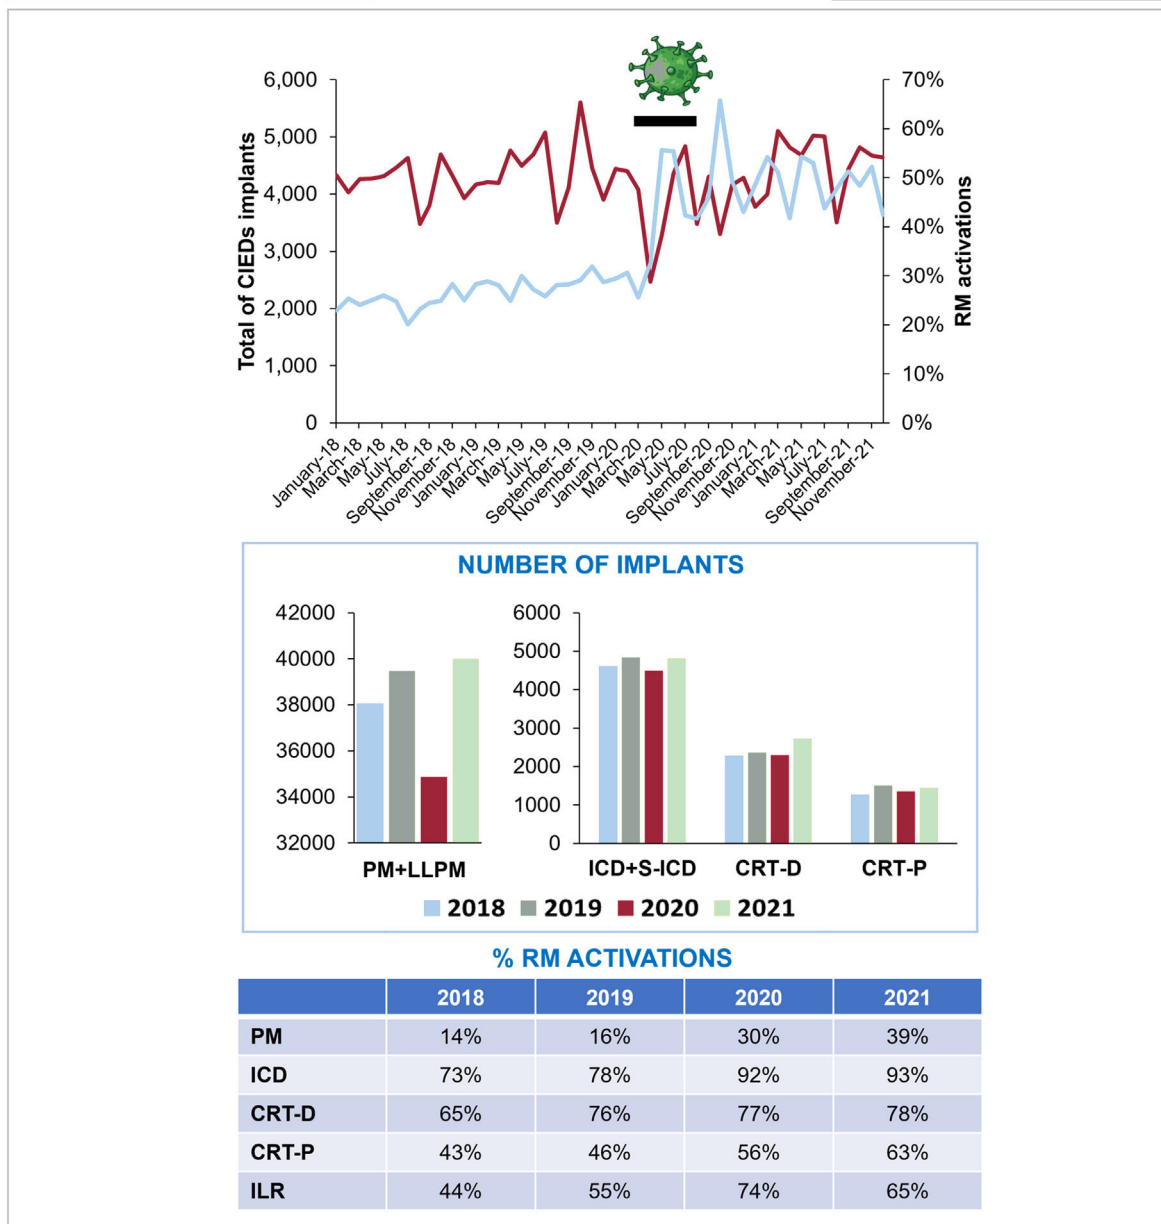 6,000
5,000
4,000
3,000
2,000
1,000
0
Total of CIEDs implants
70%
60%
50%
40%
30%
20%
10%
0%
RM activations
January-18
March-18
May-18
July-18
September-18
November-18
January-19
March-19
May-19
July-19
September-19
November-19
January-20
March-20
May-20
July-20
September-20
November-20
January-21
March-21
May-21
July-21
September-21
November-21
NUMBER OF IMPLANTS
42000
40000
38000
36000
34000
32000
PM+LLPM
6000
5000
4000
3000
2000
1000
0
ICD+S-ICD CRT-D CRT-P
2018 2019 2020 2021
% RM ACTIVATIONS
2018 2019 2020 2021
PM 14% 16% 30% 39%
ICD 73% 78% 92% 93%
CRT-D 65% 76% 77% 78%
CRT-P 43% 46% 56% 63%
ILR 44% 55% 74% 65%